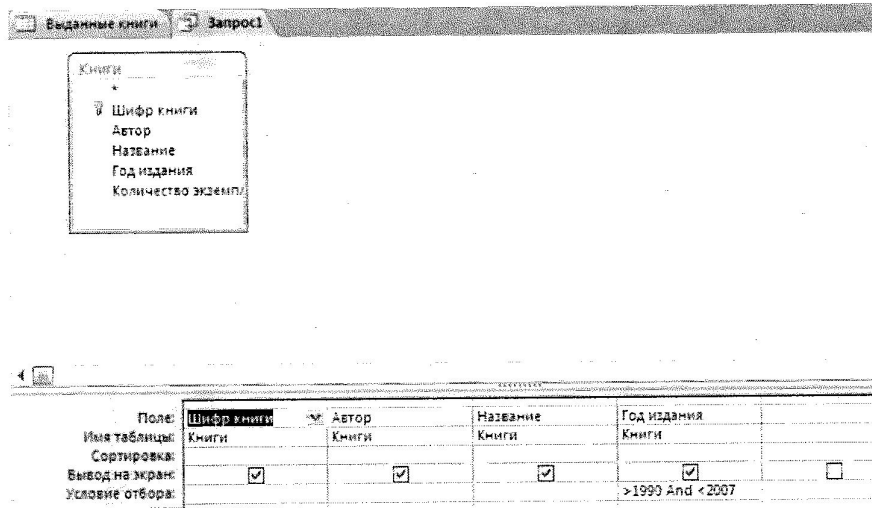 Выданные книги Запрос1
Книги
*
Шифр книги
Автор
Название
Год издания
Количество экземпл
Поле: Шифр книги Автор Название Год издания
Имя таблицы: Книги Книги Книги Книги
Сортировка:
Вывод на экран:
Условие отбора: >1990 And <2007